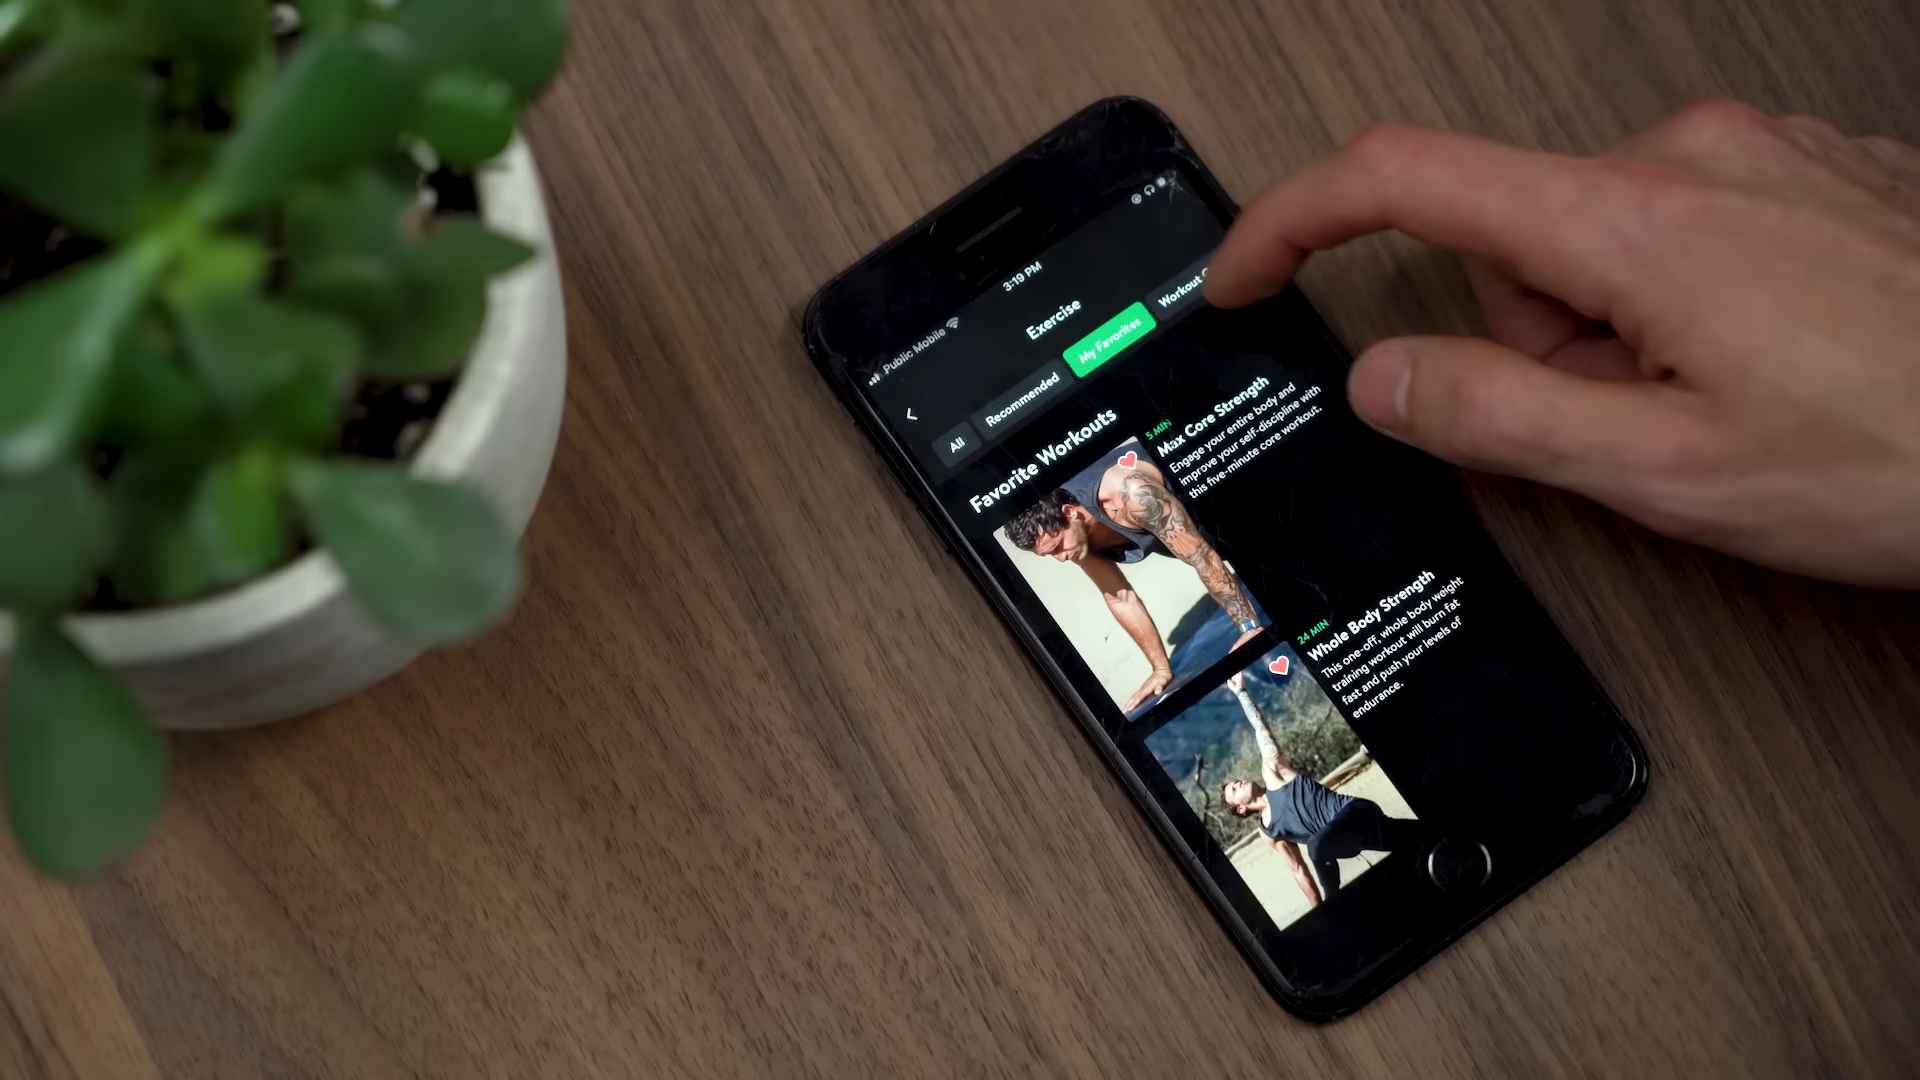 Public Mobile
3:19 PM
Exercise
All
Recommended
My Favorites
Workout
Favorite Workouts
5 MIN
Max Core Strength
Engage your entire body and
improve your self-discipline with
this five-minute core workout.
24 MIN
Whole Body Strength
This one-off, whole body weight
training workout will burn fat
fast and push your levels of
endurance.